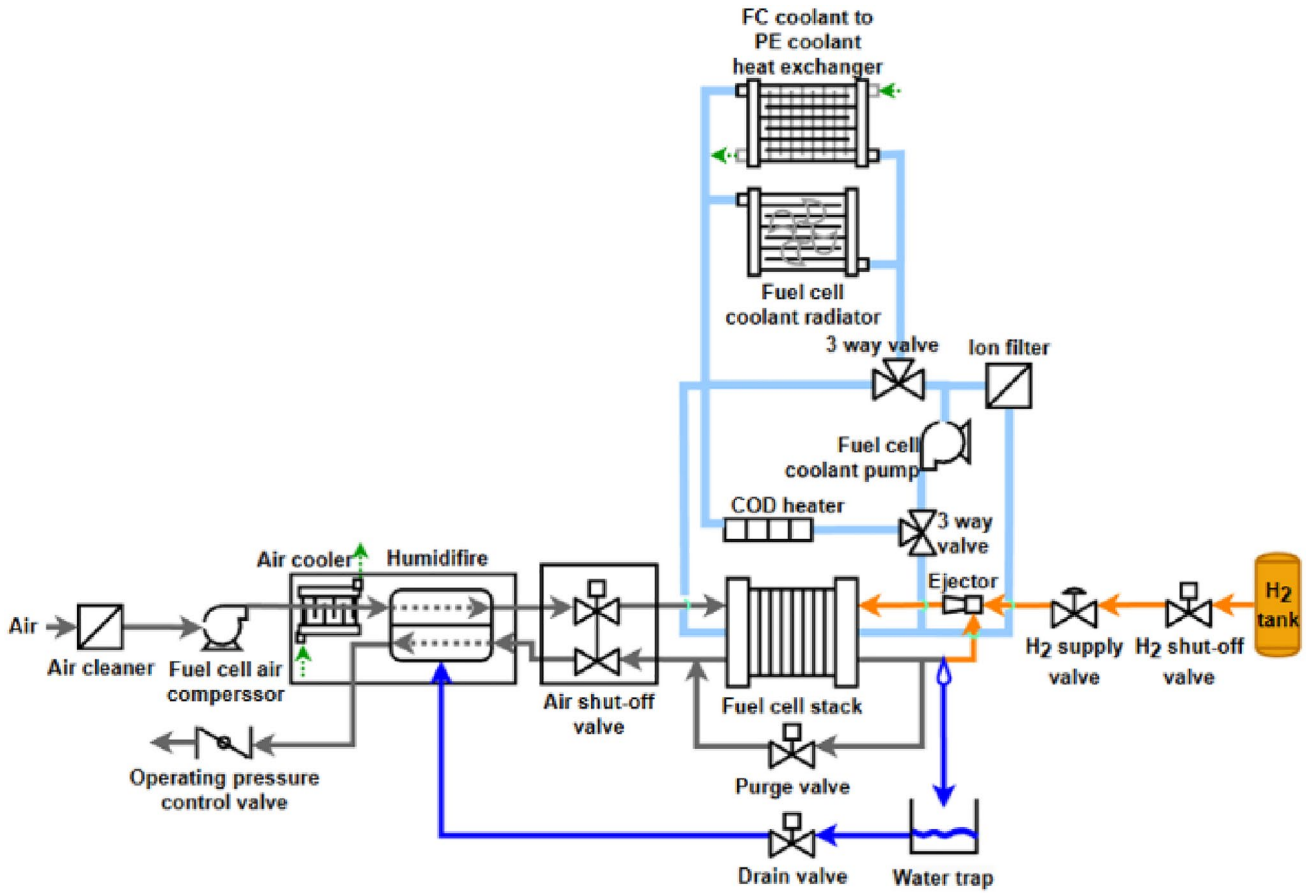 FC coolant to
PE coolant
heat exchanger
Fuel cell
coolant radiator
3 way valve
Ion filter
Fuel cell
coolant pump
COD heater
3 way
valve
Air cooler
Humidifire
Ejector
H2
tank
Air
Air cleaner
Fuel cell air
comperssor
Air shut-off
valve
Fuel cell stack
H2 supply
valve
H2 shut-off
valve
Operating pressure
control valve
Purge valve
Drain valve
Water trap